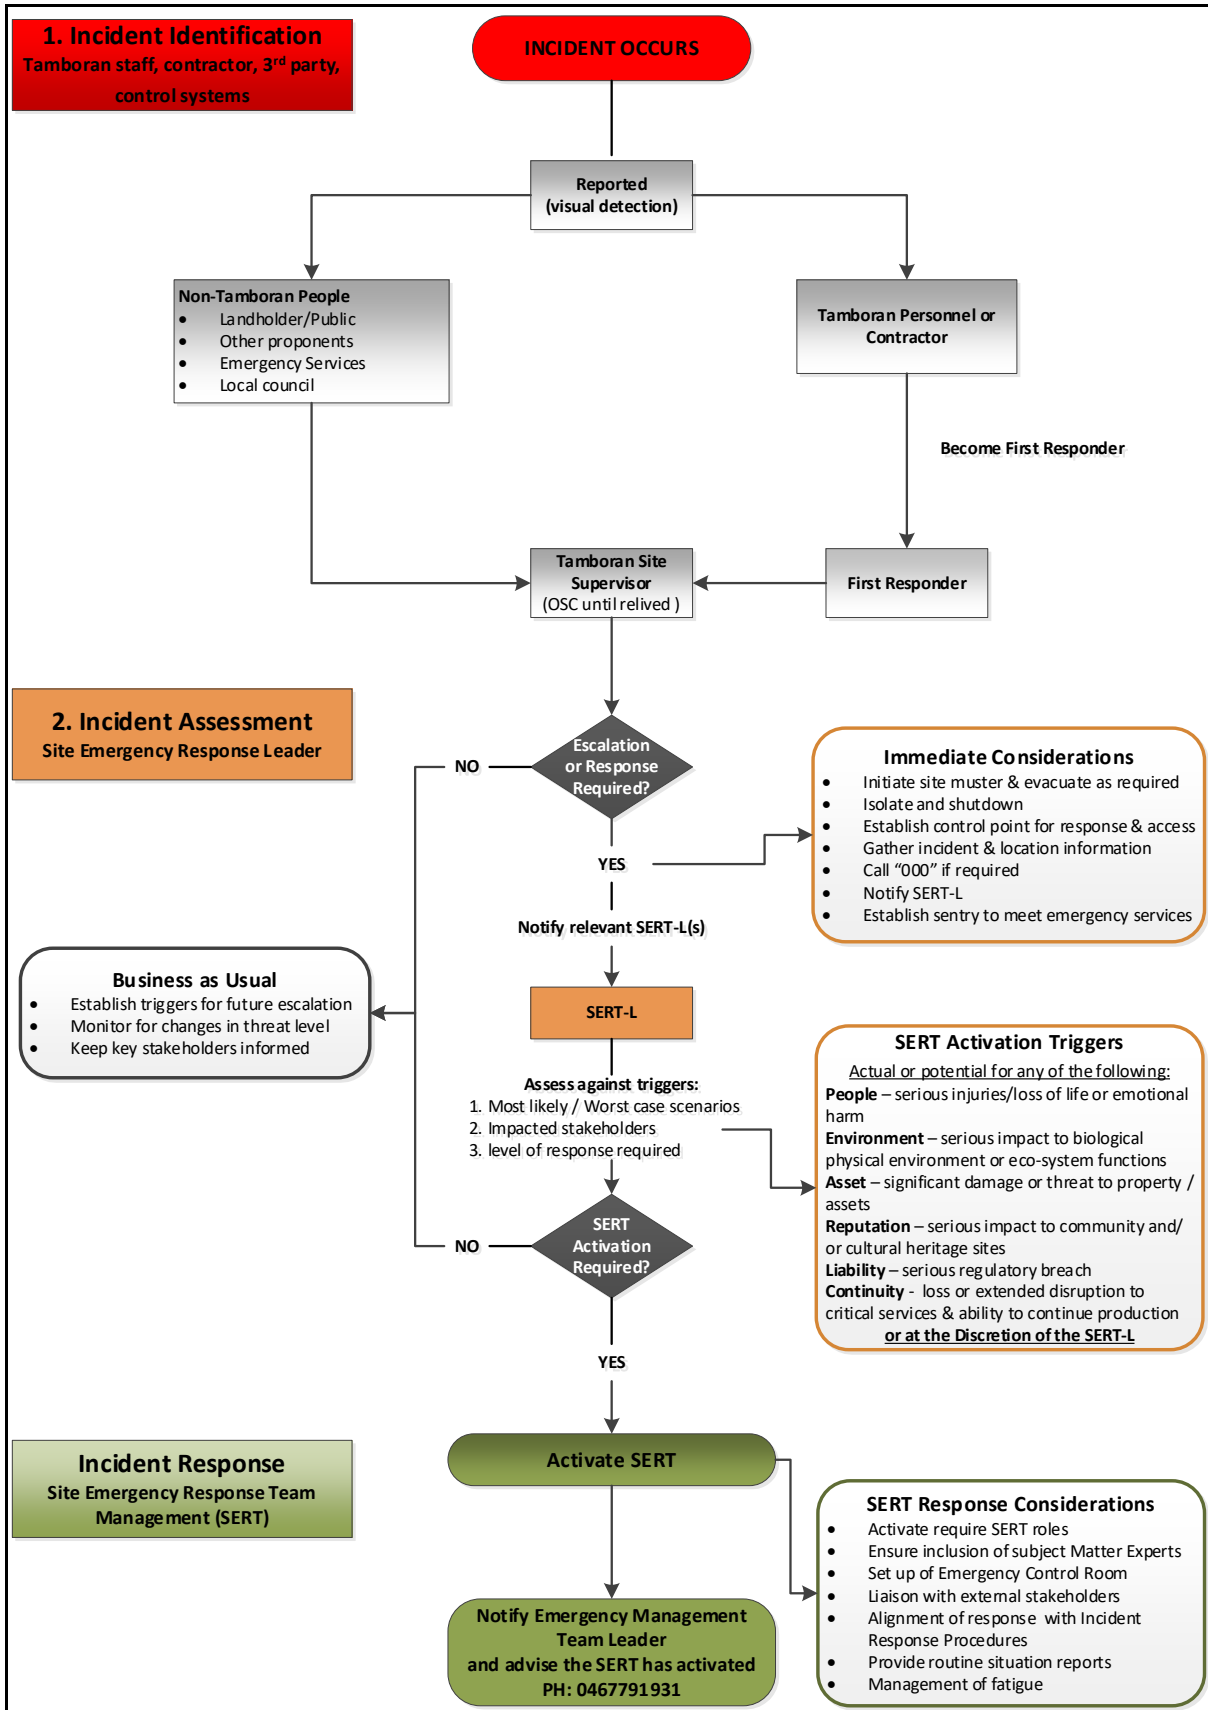 1. Incident Identification
Tamboran staff, contractor, 3rd party,
control systems
INCIDENT OCCURS
Reported
(visual detection)
Non-Tamboran People
• Landholder/Public
• Other proponents
• Emergency Services
• Local council
Tamboran Personnel or
Contractor
Become First Responder
Tamboran Site
Supervisor
(OSC until relived )
First Responder
2. Incident Assessment
Site Emergency Response Leader
Escalation
or Response
Required?
NO
YES
Immediate Considerations
• Initiate site muster & evacuate as required
• Isolate and shutdown
• Establish control point for response & access
• Gather incident & location information
• Call “000” if required
• Notify SERT-L
• Establish sentry to meet emergency services
Notify relevant SERT-L(s)
Business as Usual
• Establish triggers for future escalation
• Monitor for changes in threat level
• Keep key stakeholders informed
SERT-L
Assess against triggers:
1. Most likely / Worst case scenarios
2. Impacted stakeholders
3. level of response required
SERT Activation Triggers
Actual or potential for any of the following:
People – serious injuries/loss of life or emotional
harm
Environment – serious impact to biological
physical environment or eco-system functions
Asset – significant damage or threat to property /
assets
Reputation – serious impact to community and/
or cultural heritage sites
Liability – serious regulatory breach
Continuity - loss or extended disruption to
critical services & ability to continue production
or at the Discretion of the SERT-L
SERT
Activation
Required?
NO
YES
Incident Response
Site Emergency Response Team
Management (SERT)
Activate SERT
SERT Response Considerations
• Activate require SERT roles
• Ensure inclusion of subject Matter Experts
• Set up of Emergency Control Room
• Liaison with external stakeholders
• Alignment of response with Incident
Response Procedures
• Provide routine situation reports
• Management of fatigue
Notify Emergency Management
Team Leader
and advise the SERT has activated
PH: 0467791931